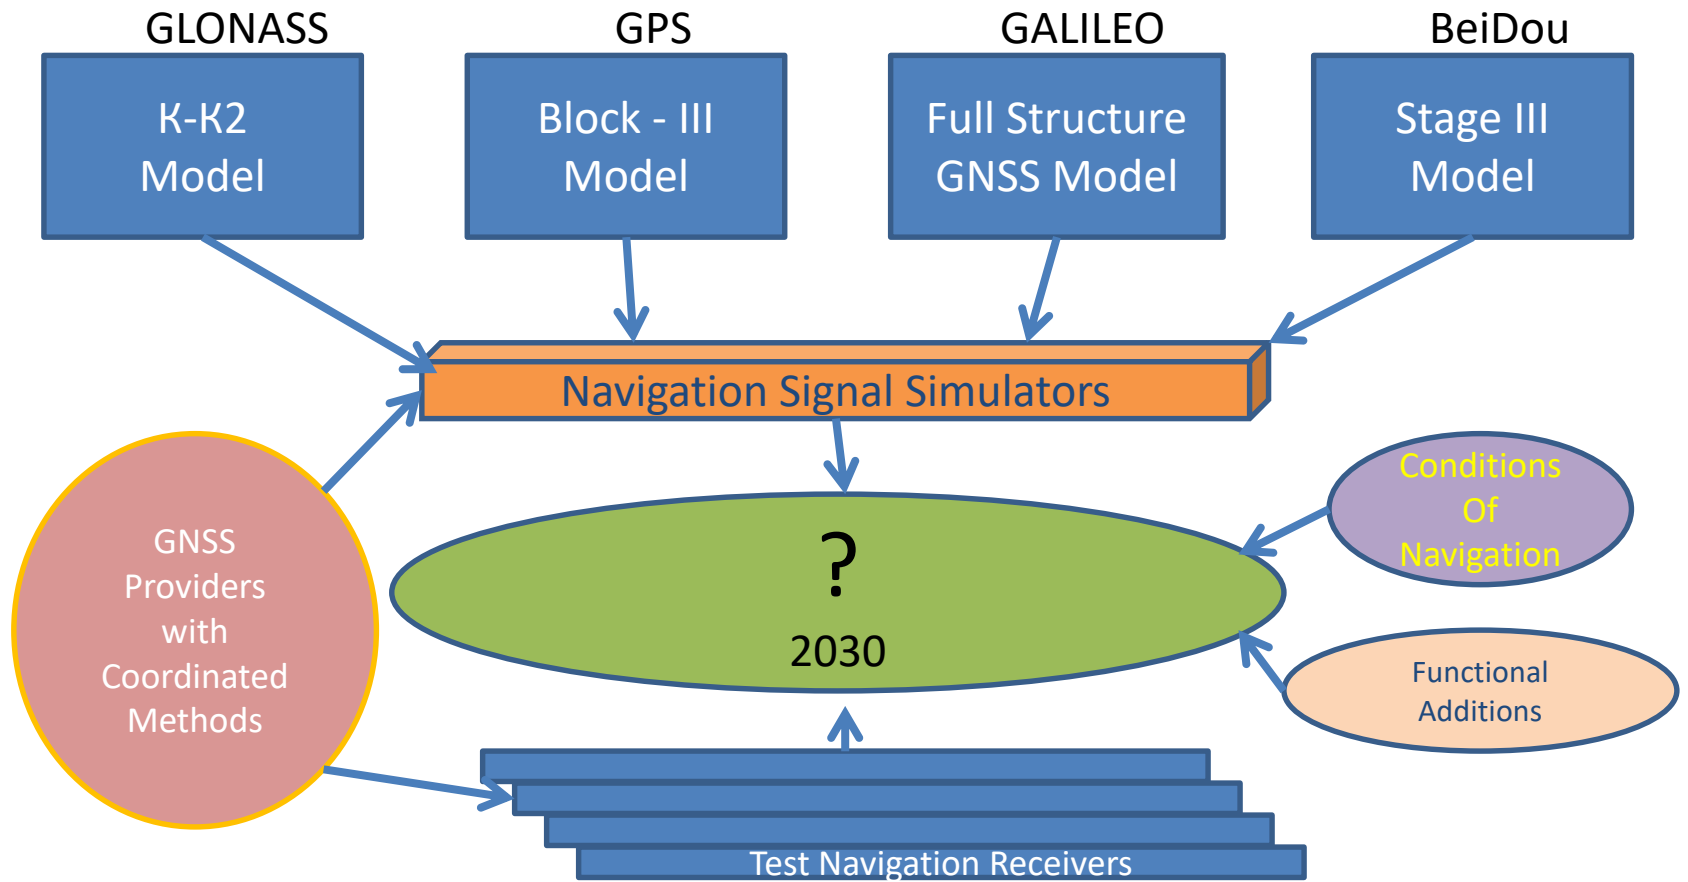 GLONASS
GPS
GALILEO
BeiDou
К-К2
Model
Block - III
Model
Full Structure
GNSS Model
Stage III
Model
Navigation Signal Simulators
GNSS
Providers
with
Coordinated
Methods
?
2030
Conditions
Of
Navigation
Functional
Additions
Test Navigation Receivers